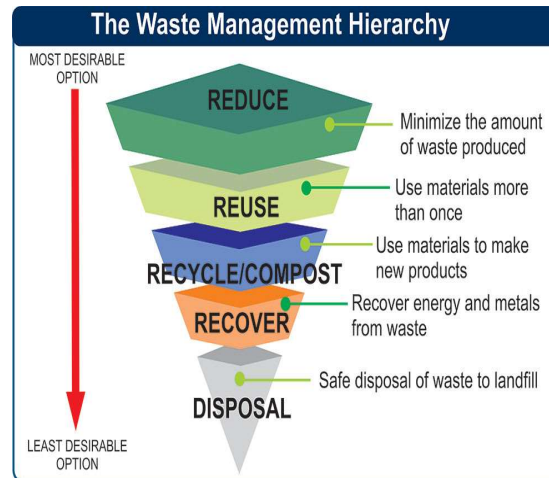 The Waste Management Hierarchy
MOST DESIRABLE
OPTION
REDUCE
Minimize the amount
of waste produced
REUSE
Use materials more
than once
RECYCLE/COMPOST
Use materials to make
new products
RECOVER
Recover energy and metals
from waste
DISPOSAL
Safe disposal of waste to landfill
LEAST DESIRABLE
OPTION